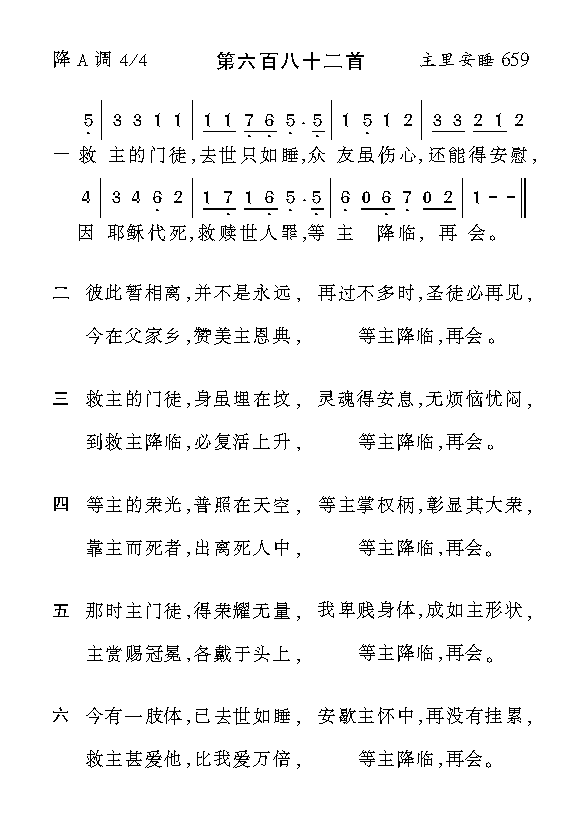 降A调 4/4 第六百八十二首 主里安睡 659
5 | 3 3 1 1 | 1 1 7 6 5 · 5 | 1 5 1 2 | 3 3 2 1 2
一 救 主的门徒,去世只如睡,众 友虽伤心,还能得安慰,
4 | 3 4 6 2 | 1 7 1 6 5 · 5 | 6 0 6 7 0 2 | 1 - - ‖
因 耶稣代死,救赎世人罪,等 主 降临, 再 会。
二 彼此暂相离,并不是永远, 再过不多时,圣徒必再见,
今在父家乡,赞美主恩典, 等主降临,再会。
三 救主的门徒,身虽埋在坟, 灵魂得安息,无烦恼忧闷,
到救主降临,必复活上升, 等主降临,再会。
四 等主的荣光,普照在天空, 等主掌权柄,彰显其大荣,
靠主而死者,出离死人中, 等主降临,再会。
五 那时主门徒,得荣耀无量, 我卑贱身体,成如主形状,
主赏赐冠冕,各戴于头上, 等主降临,再会。
六 今有一肢体,已去世如睡, 安歇主怀中,再没有挂累,
救主甚爱他,比我爱万倍, 等主降临,再会。